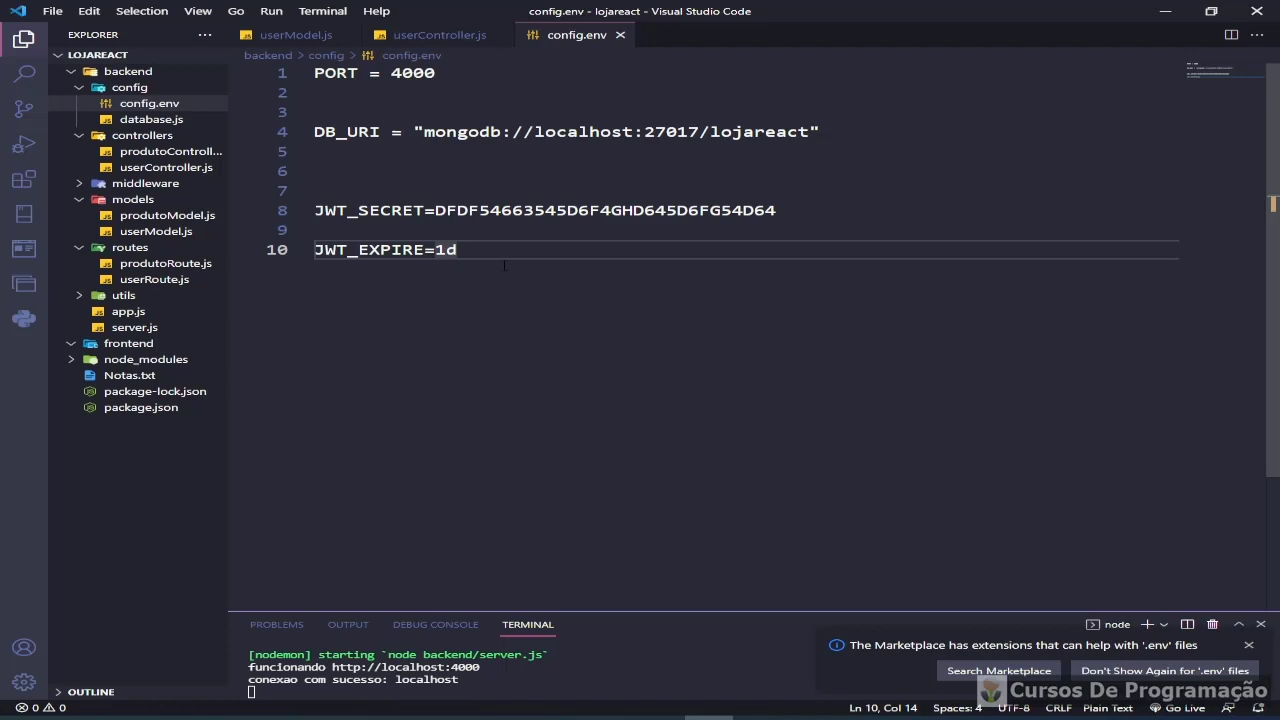 File Edit Selection View Go Run Terminal Help
config.env - lojareact - Visual Studio Code
EXPLORER
userModel.js userController.js config.env
LOJAREACT
backend > config > config.env
backend
config
config.env
database.js
controllers
produtoControll...
userController.js
middleware
models
produtoModel.js
userModel.js
routes
produtoRoute.js
userRoute.js
utils
app.js
server.js
frontend
node_modules
Notas.txt
package-lock.json
package.json
OUTLINE
1 PORT = 4000
2
3
4 DB_URI = "mongodb://localhost:27017/lojareact"
5
6
7
8 JWT_SECRET=DFDF54663545D6F4GHD645D6FG54D64
9
10 JWT_EXPIRE=1d
PROBLEMS OUTPUT DEBUG CONSOLE TERMINAL
node
[nodemon] starting `node backend/server.js`
funcionando http://localhost:4000
conexao com sucesso: localhost
The Marketplace has extensions that can help with '.env' files
Search Marketplace Don't Show Again for '.env' files
Cursos De Programação
0 0 Ln 10, Col 14 Spaces: 4 UTF-8 CRLF Plain Text Go Live